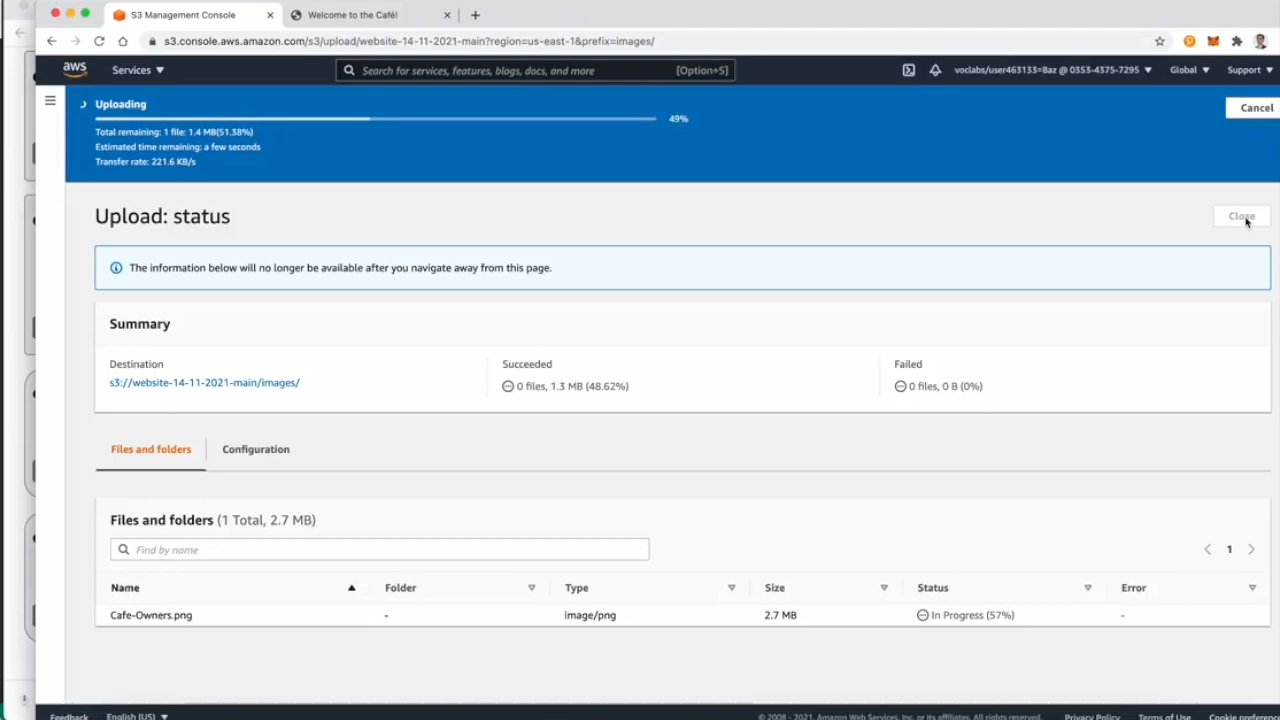 S3 Management Console
Welcome to the Café!
s3.console.aws.amazon.com/s3/upload/website-14-11-2021-main?region=us-east-1&prefix=images/
aws Services ▼ Search for services, features, blogs, docs, and more [Option+S] voclabs/user463133=Baz @ 0353-4375-7295 ▼ Global ▼ Support ▼
Uploading
49%
Cancel
Total remaining: 1 file: 1.4 MB(51.38%)
Estimated time remaining: a few seconds
Transfer rate: 221.6 KB/s
Upload: status
Close
The information below will no longer be available after you navigate away from this page.
Summary
Destination Succeeded Failed
s3://website-14-11-2021-main/images/ 0 files, 1.3 MB (48.62%) 0 files, 0 B (0%)
Files and folders Configuration
Files and folders (1 Total, 2.7 MB)
Find by name
1
Name Folder Type Size Status Error
Cafe-Owners.png - image/png 2.7 MB In Progress (57%) -
Feedback English (US) ▼ © 2008 - 2021, Amazon Web Services, Inc. or its affiliates. All rights reserved. Privacy Policy Terms of Use Cookie preferenc